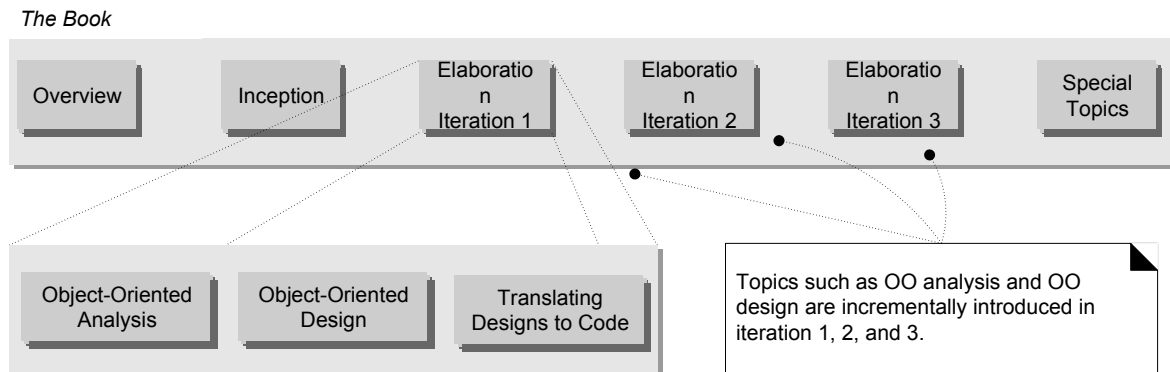 The Book
Overview
Inception
Elaboratio
n
Iteration 1
Elaboratio
n
Iteration 2
Elaboratio
n
Iteration 3
Special
Topics
Object-Oriented
Analysis
Object-Oriented
Design
Translating
Designs to Code
Topics such as OO analysis and OO
design are incrementally introduced in
iteration 1, 2, and 3.